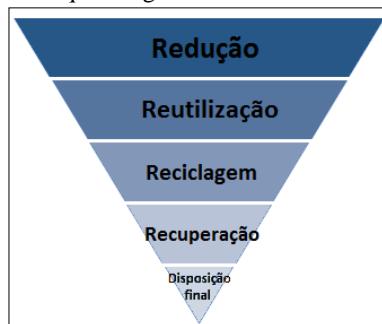 Redução
Reutilização
Reciclagem
Recuperação
Disposição
final